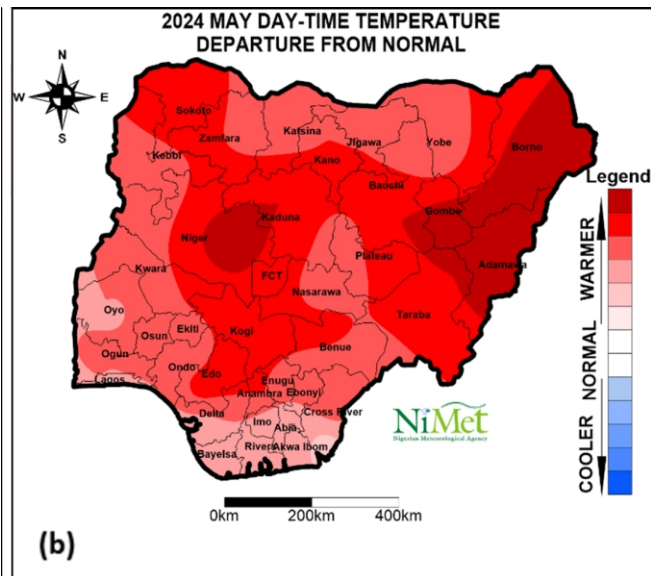 2024 MAY DAY-TIME TEMPERATURE
DEPARTURE FROM NORMAL
N
W E
S
Sokoto
Zamfara
Katsina
Jigawa
Yobe
Borno
Kebbi
Kano
Bauchi
Gombe
Kaduna
Niger
Adamawa
Plateau
Kwara
FCT
Nasarawa
Taraba
Oyo
Kogi
Benue
Osun
Ekiti
Ogun
Ondo
Edo
Lagos
Enugu
Anambra
Ebonyi
Delta
Imo
Abia
Cross River
Bayelsa
Rivers
Akwa Ibom
NiMet
Nigerian Meteorological Agency
Legend
WARMER
NORMAL
COOLER
0km 200km 400km
(b)